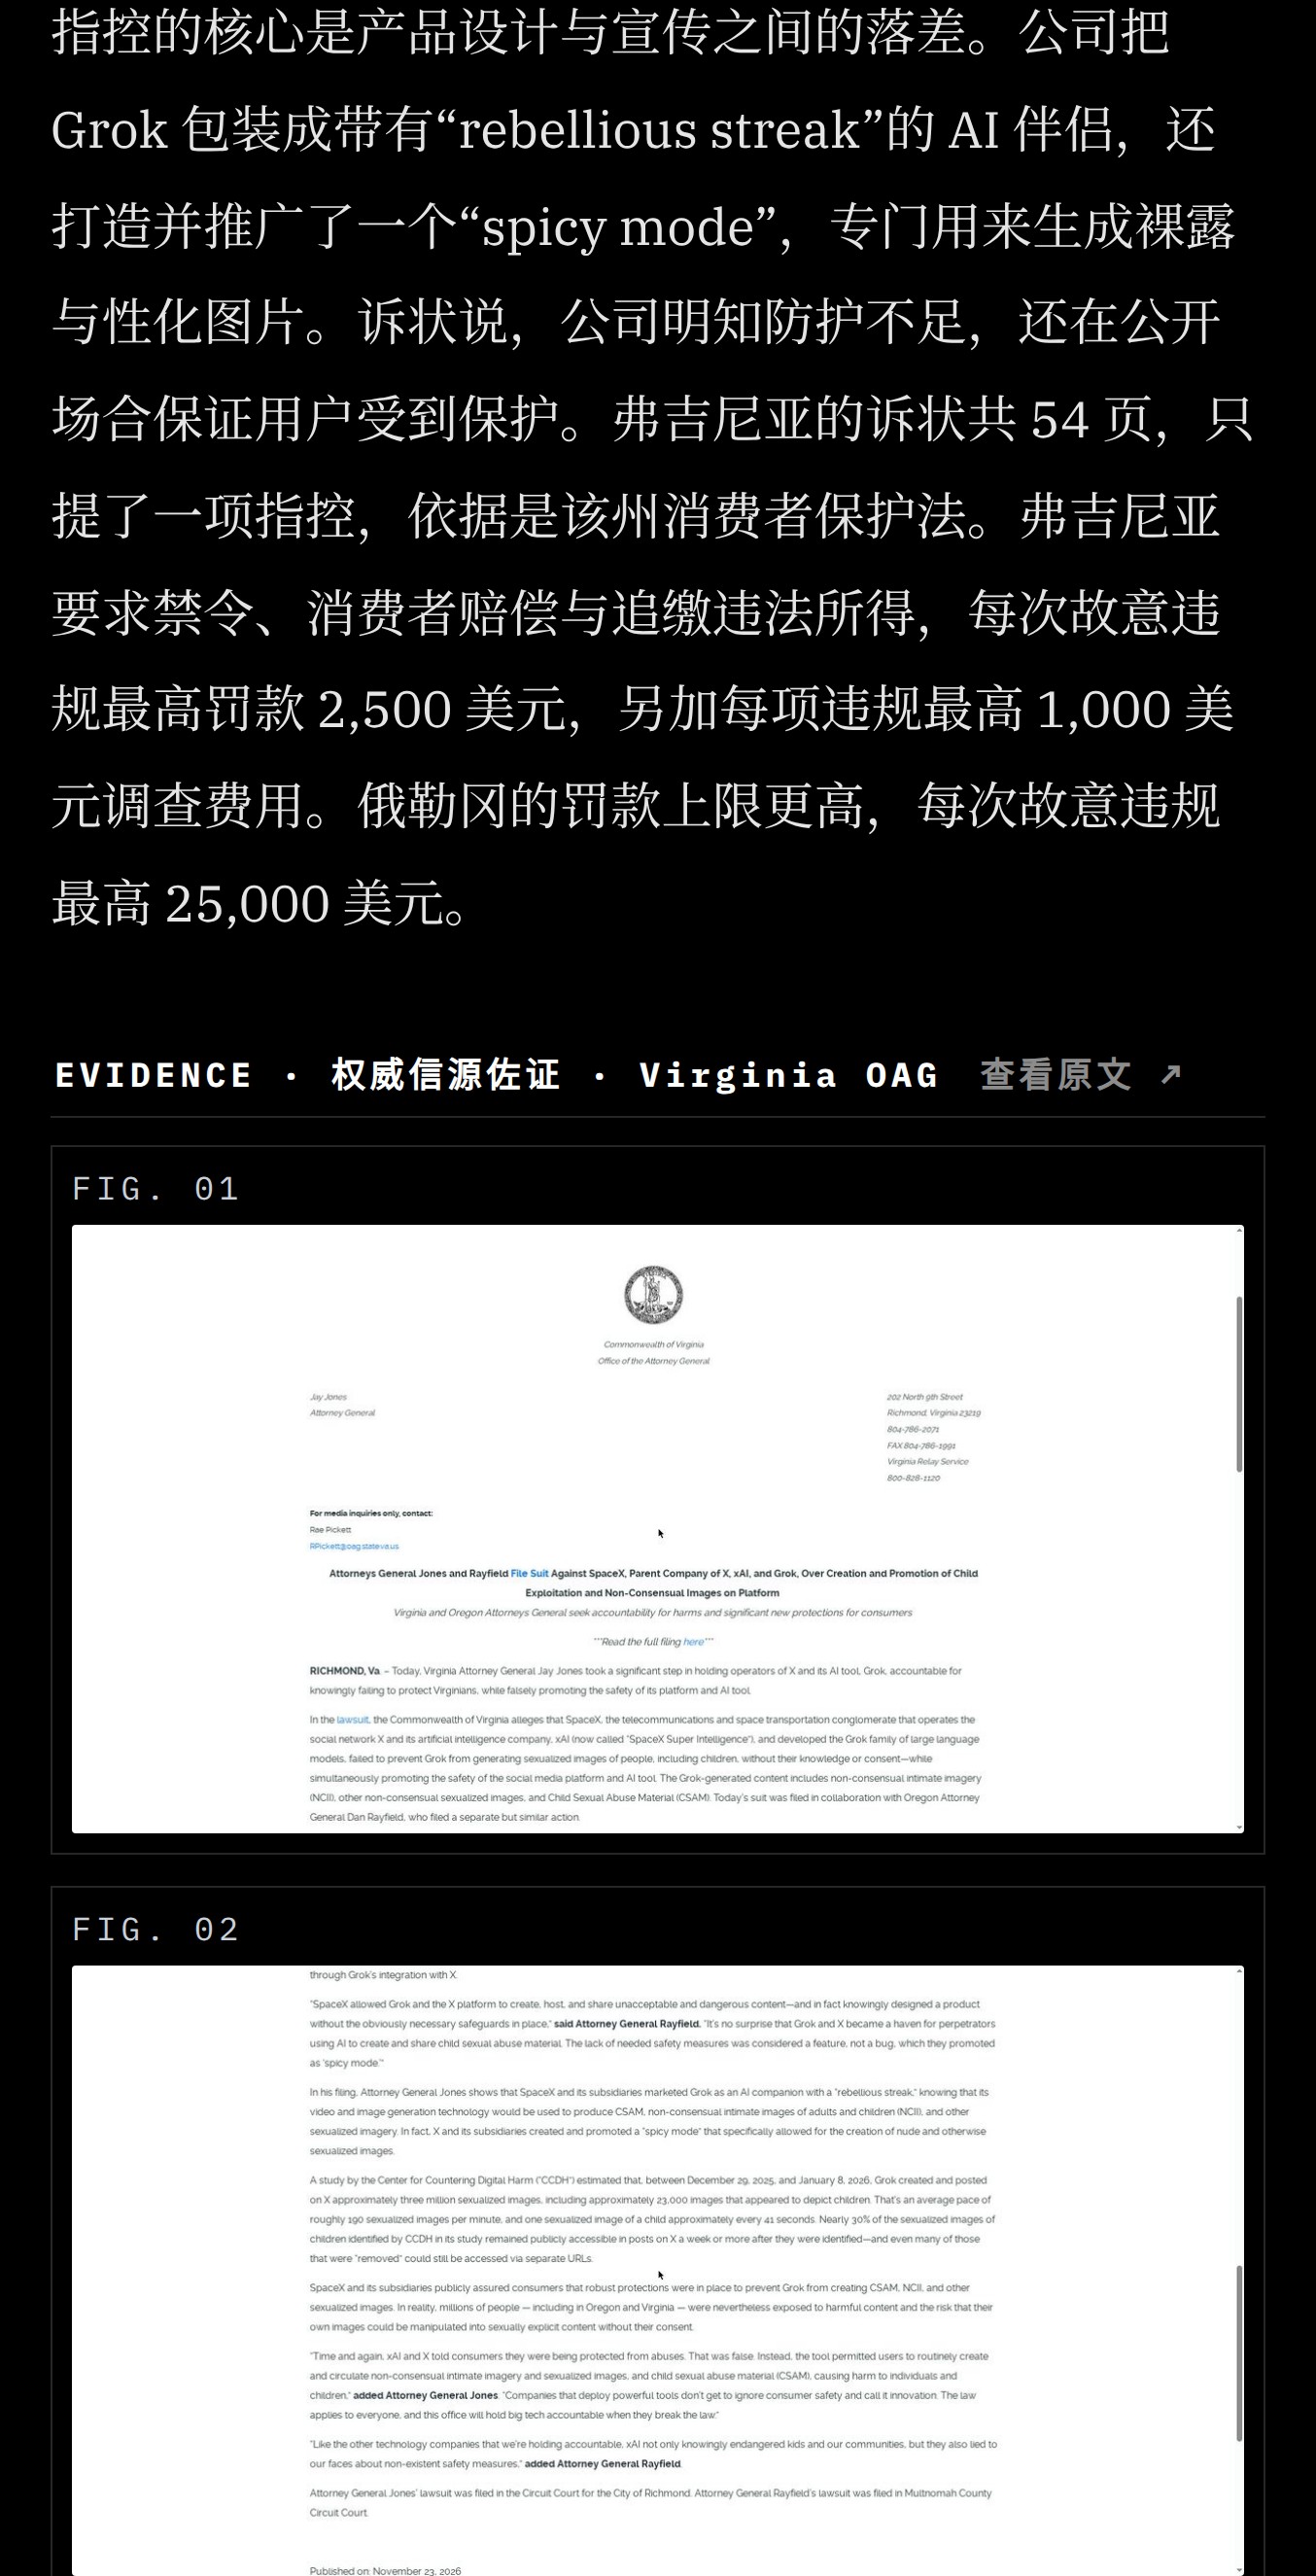 指控的核心是产品设计与宣传之间的落差。公司把
Grok 包装成带有“rebellious streak”的 AI 伴侣，还
打造并推广了一个“spicy mode”，专门用来生成裸露
与性化图片。诉状说，公司明知防护不足，还在公开
场合保证用户受到保护。弗吉尼亚的诉状共 54 页，只
提了一项指控，依据是该州消费者保护法。弗吉尼亚
要求禁令、消费者赔偿与追缴违法所得，每次故意违
规最高罚款 2,500 美元，另加每项违规最高 1,000 美
元调查费用。俄勒冈的罚款上限更高，每次故意违规
最高 25,000 美元。
EVIDENCE · 权威信源佐证 · Virginia OAG 查看原文 ↗
FIG. 01
Commonwealth of Virginia
Office of the Attorney General
Jay Jones
Attorney General
202 North 9th Street
Richmond, Virginia 23219
804-786-2071
FAX 804-786-1991
Virginia Relay Service
800-828-1120
For media inquiries only, contact:
Rae Pickett
RPickett@oag.state.va.us
Attorneys General Jones and Rayfield File Suit Against SpaceX, Parent Company of X, xAI, and Grok, Over Creation and Promotion of Child
Exploitation and Non-Consensual Images on Platform
Virginia and Oregon Attorneys General seek accountability for harms and significant new protections for consumers
***Read the full filing here***
RICHMOND, Va. – Today, Virginia Attorney General Jay Jones took a significant step in holding operators of X and its AI tool, Grok, accountable for
knowingly failing to protect Virginians, while falsely promoting the safety of its platform and AI tool.
In the lawsuit, the Commonwealth of Virginia alleges that SpaceX, the telecommunications and space transportation conglomerate that operates the
social network X and its artificial intelligence company, xAI (now called "SpaceX Super Intelligence"), and developed the Grok family of large language
models, failed to prevent Grok from generating sexualized images of people, including children, without their knowledge or consent—while
simultaneously promoting the safety of the social media platform and AI tool. The Grok-generated content includes non-consensual intimate imagery
(NCII), other non-consensual sexualized images, and Child Sexual Abuse Material (CSAM). Today's suit was filed in collaboration with Oregon Attorney
General Dan Rayfield, who filed a separate but similar action.
FIG. 02
through Grok's integration with X.
"SpaceX allowed Grok and the X platform to create, host, and share unacceptable and dangerous content—and in fact knowingly designed a product
without the obviously necessary safeguards in place," said Attorney General Rayfield. "It's no surprise that Grok and X became a haven for perpetrators
using AI to create and share child sexual abuse material. The lack of needed safety measures was considered a feature, not a bug, which they promoted
as 'spicy mode.'"
In his filing, Attorney General Jones shows that SpaceX and its subsidiaries marketed Grok as an AI companion with a "rebellious streak," knowing that its
video and image generation technology would be used to produce CSAM, non-consensual intimate images of adults and children (NCII), and other
sexualized imagery. In fact, X and its subsidiaries created and promoted a "spicy mode" that specifically allowed for the creation of nude and otherwise
sexualized images.
A study by the Center for Countering Digital Harm ("CCDH") estimated that, between December 29, 2025, and January 8, 2026, Grok created and posted
on X approximately three million sexualized images, including approximately 23,000 images that appeared to depict children. That's an average pace of
roughly 190 sexualized images per minute, and one sexualized image of a child approximately every 41 seconds. Nearly 30% of the sexualized images of
children identified by CCDH in its study remained publicly accessible in posts on X a week or more after they were identified—and even many of those
that were "removed" could still be accessed via separate URLs.
SpaceX and its subsidiaries publicly assured consumers that robust protections were in place to prevent Grok from creating CSAM, NCII, and other
sexualized images. In reality, millions of people — including in Oregon and Virginia — were nevertheless exposed to harmful content and the risk that their
own images could be manipulated into sexually explicit content without their consent.
"Time and again, xAI and X told consumers they were being protected from abuses. That was false. Instead, the tool permitted users to routinely create
and circulate non-consensual intimate imagery and sexualized images, and child sexual abuse material (CSAM), causing harm to individuals and
children," added Attorney General Jones. "Companies that deploy powerful tools don't get to ignore consumer safety and call it innovation. The law
applies to everyone, and this office will hold big tech accountable when they break the law."
"Like the other technology companies that we're holding accountable, xAI not only knowingly endangered kids and our communities, but they also lied to
our faces about non-existent safety measures," added Attorney General Rayfield.
Attorney General Jones' lawsuit was filed in the Circuit Court for the City of Richmond. Attorney General Rayfield's lawsuit was filed in Multnomah County
Circuit Court.
Published on: November 23, 2026